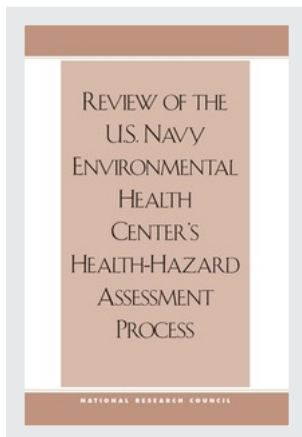 REVIEW OF THE
U.S. NAVY
ENVIRONMENTAL
HEALTH
CENTER'S
HEALTH-HAZARD
ASSESSMENT
PROCESS
NATIONAL RESEARCH COUNCIL